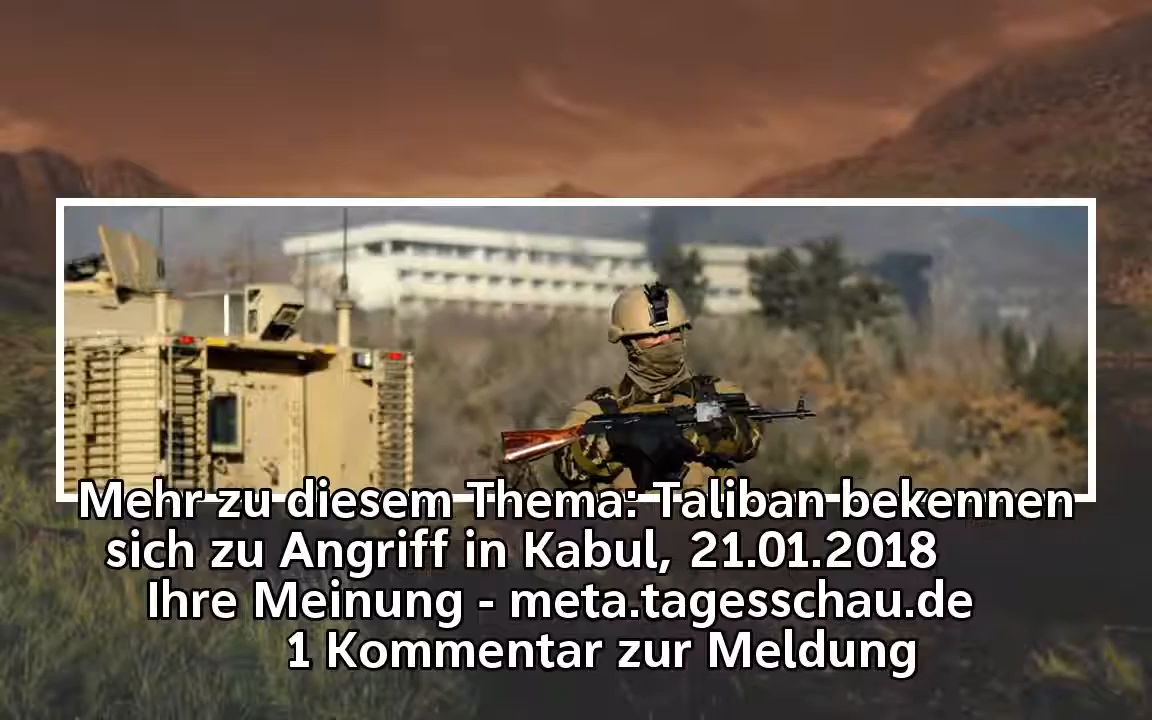 Mehr zu diesem Thema: Taliban bekennen
sich zu Angriff in Kabul, 21.01.2018
Ihre Meinung - meta.tagesschau.de
1 Kommentar zur Meldung